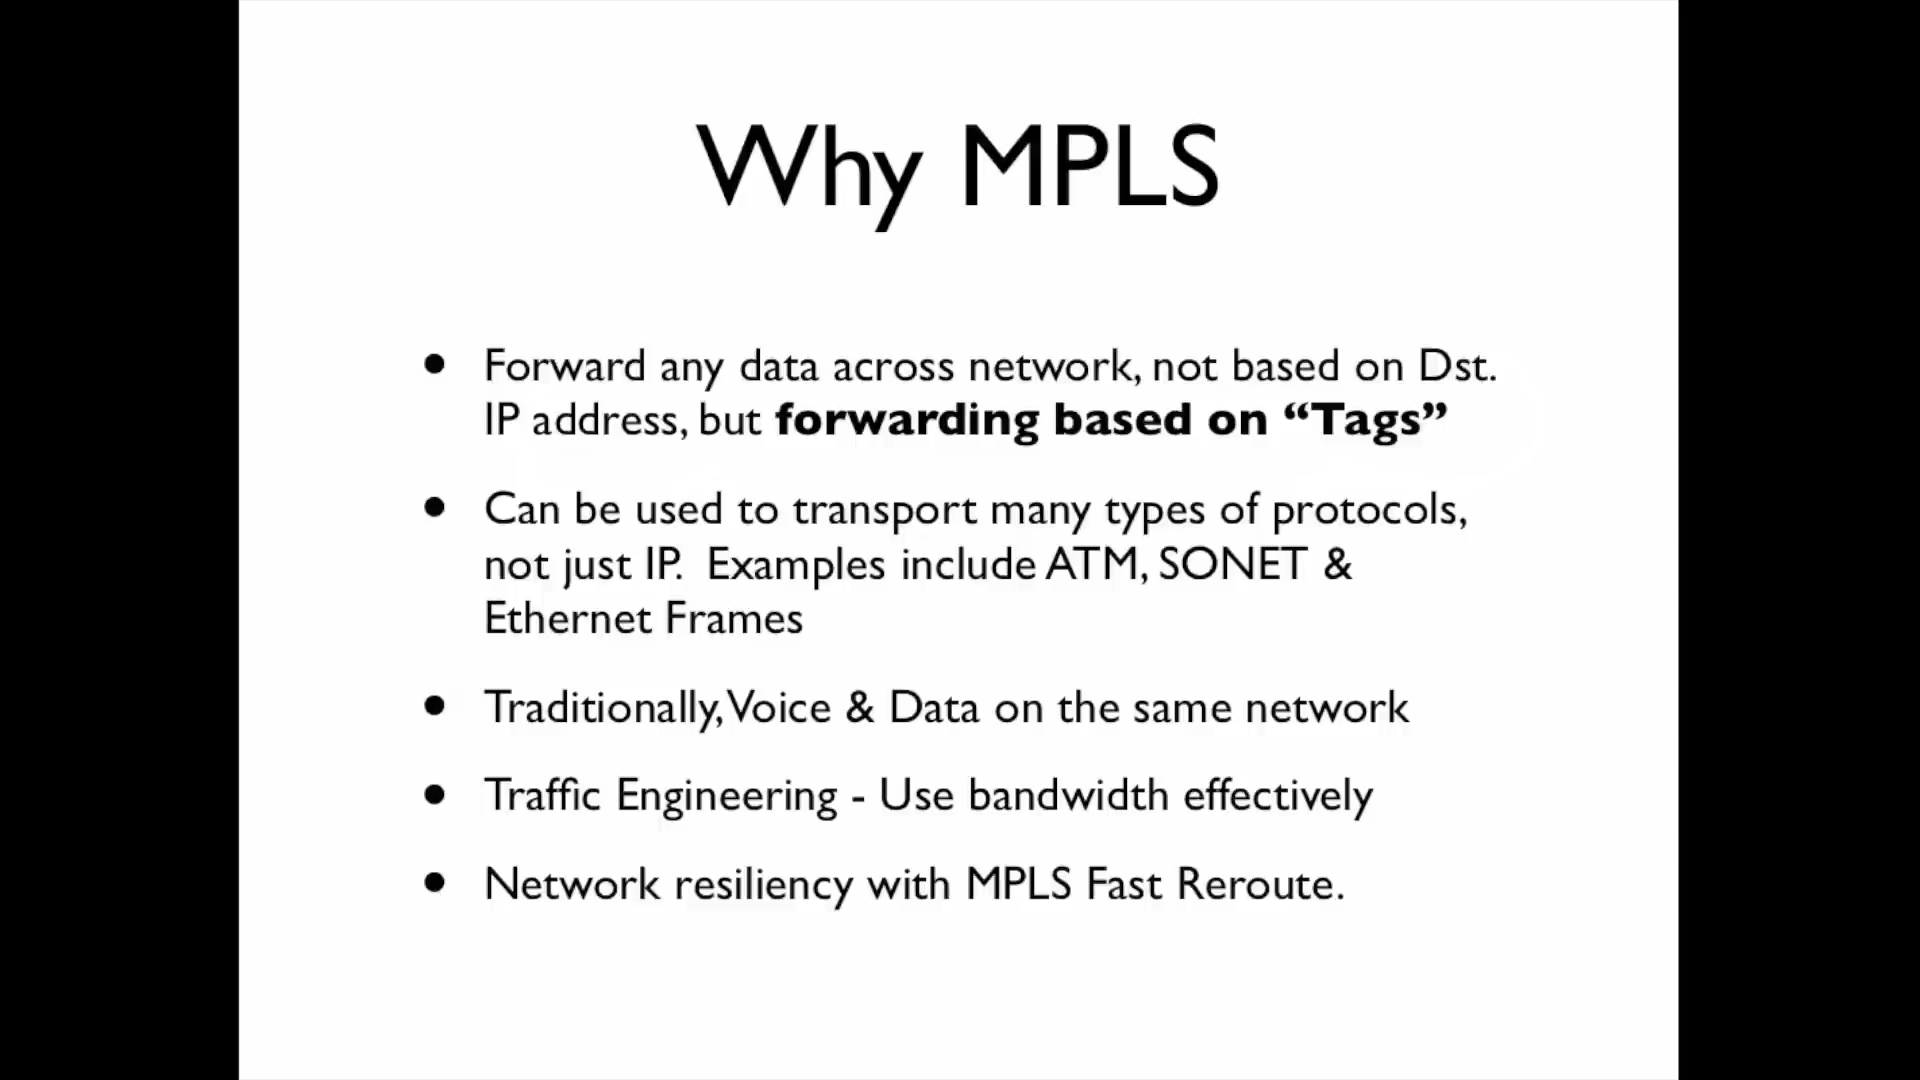 Why MPLS
• Forward any data across network, not based on Dst.
IP address, but forwarding based on “Tags”
• Can be used to transport many types of protocols,
not just IP.  Examples include ATM, SONET &
Ethernet Frames
• Traditionally, Voice & Data on the same network
• Traffic Engineering - Use bandwidth effectively
• Network resiliency with MPLS Fast Reroute.